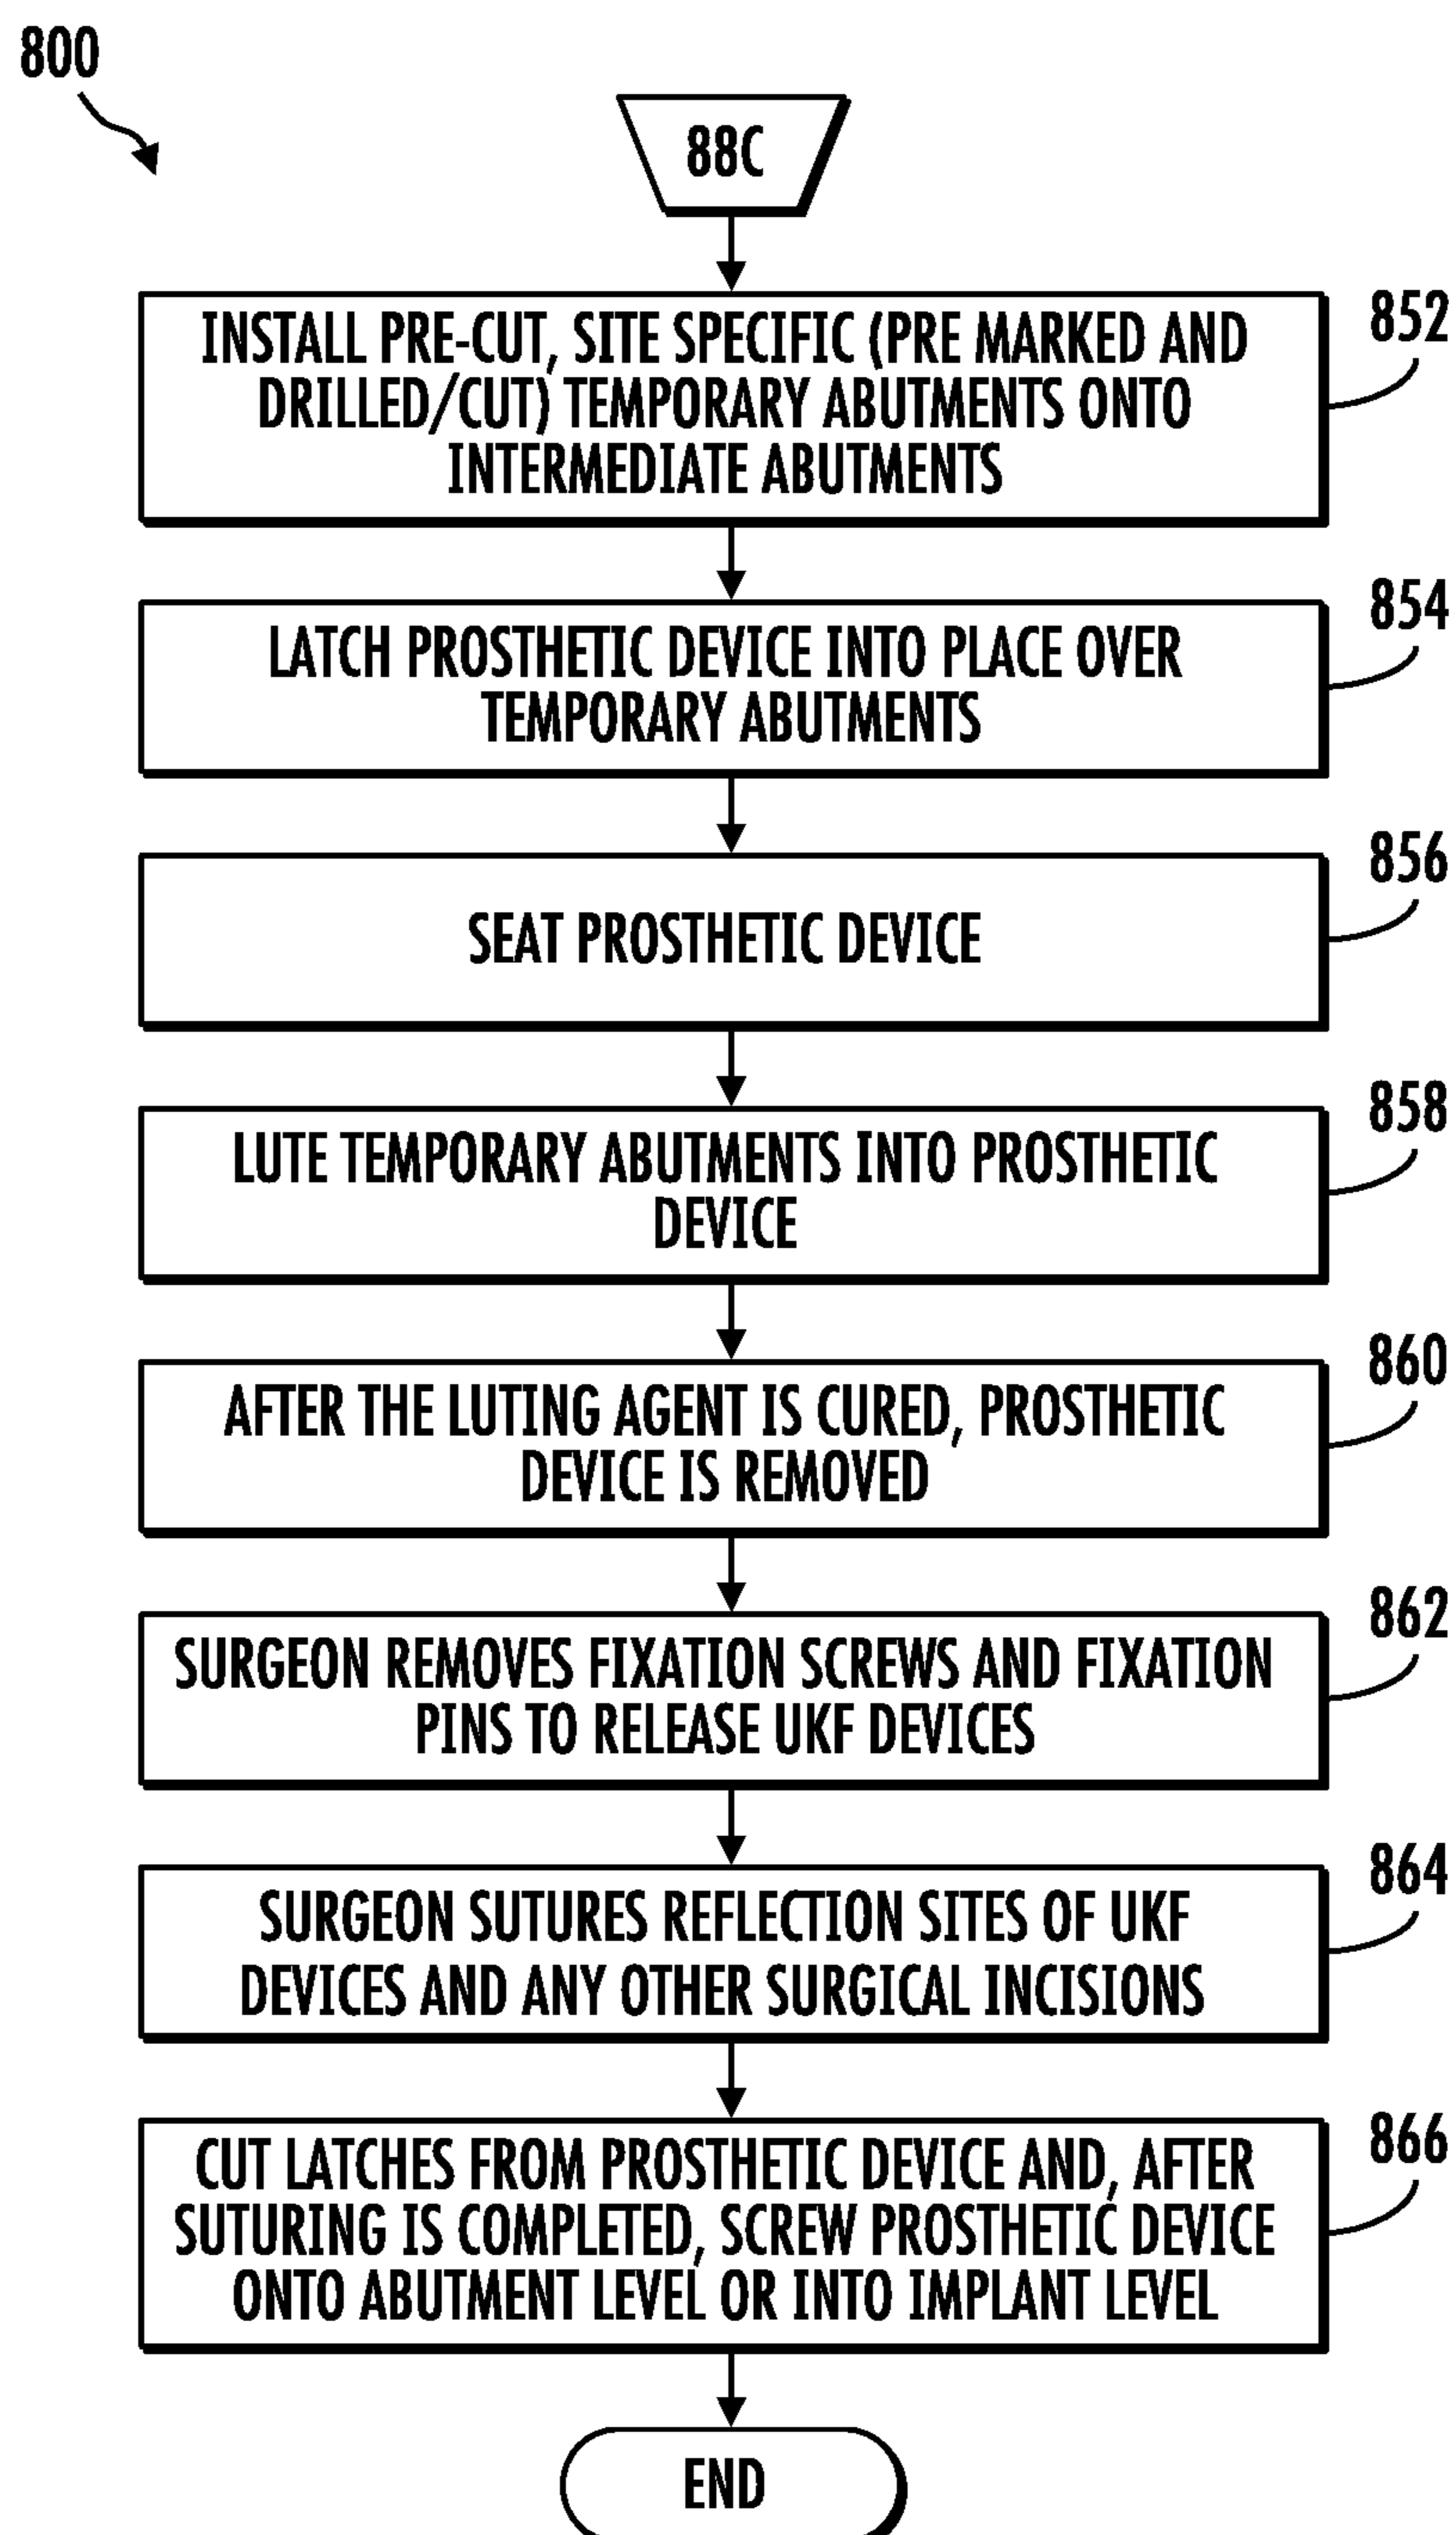 800
88C
INSTALL PRE-CUT, SITE SPECIFIC (PRE MARKED AND
DRILLED/CUT) TEMPORARY ABUTMENTS ONTO
INTERMEDIATE ABUTMENTS
852
LATCH PROSTHETIC DEVICE INTO PLACE OVER
TEMPORARY ABUTMENTS
854
SEAT PROSTHETIC DEVICE
856
LUTE TEMPORARY ABUTMENTS INTO PROSTHETIC
DEVICE
858
AFTER THE LUTING AGENT IS CURED, PROSTHETIC
DEVICE IS REMOVED
860
SURGEON REMOVES FIXATION SCREWS AND FIXATION
PINS TO RELEASE UKF DEVICES
862
SURGEON SUTURES REFLECTION SITES OF UKF
DEVICES AND ANY OTHER SURGICAL INCISIONS
864
CUT LATCHES FROM PROSTHETIC DEVICE AND, AFTER
SUTURING IS COMPLETED, SCREW PROSTHETIC DEVICE
ONTO ABUTMENT LEVEL OR INTO IMPLANT LEVEL
866
END